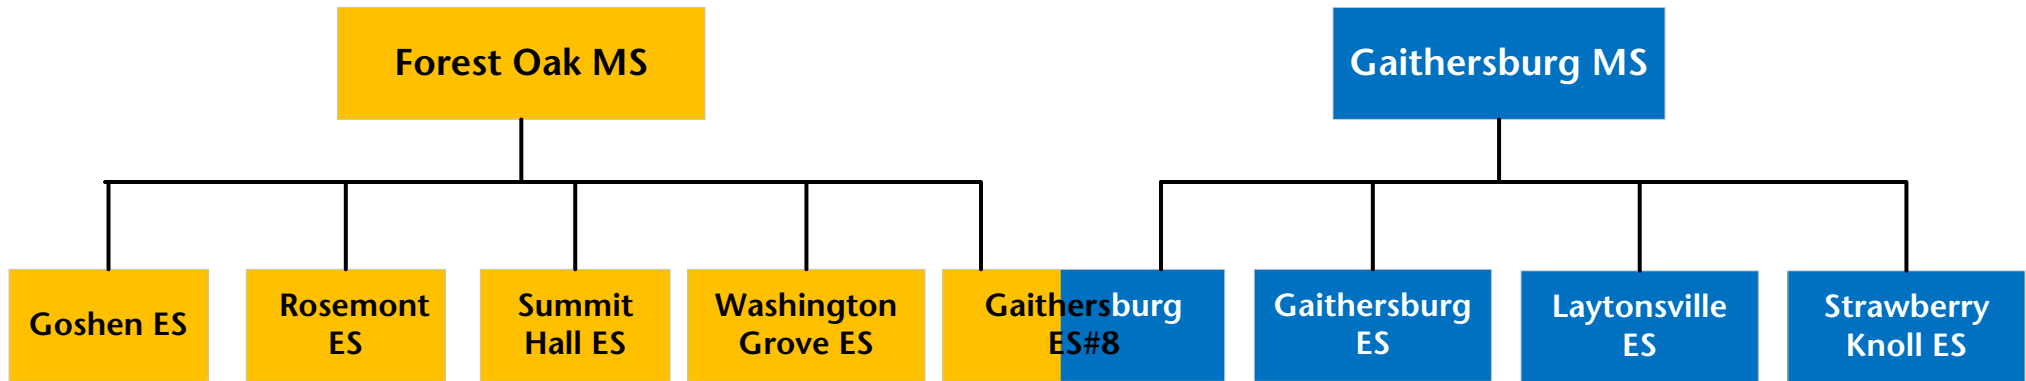 Forest Oak MS
Gaithersburg MS
Goshen ES
Rosemont
ES
Summit
Hall ES
Washington
Grove ES
Gaithersburg
ES#8
Gaithersburg
ES
Laytonsville
ES
Strawberry
Knoll ES